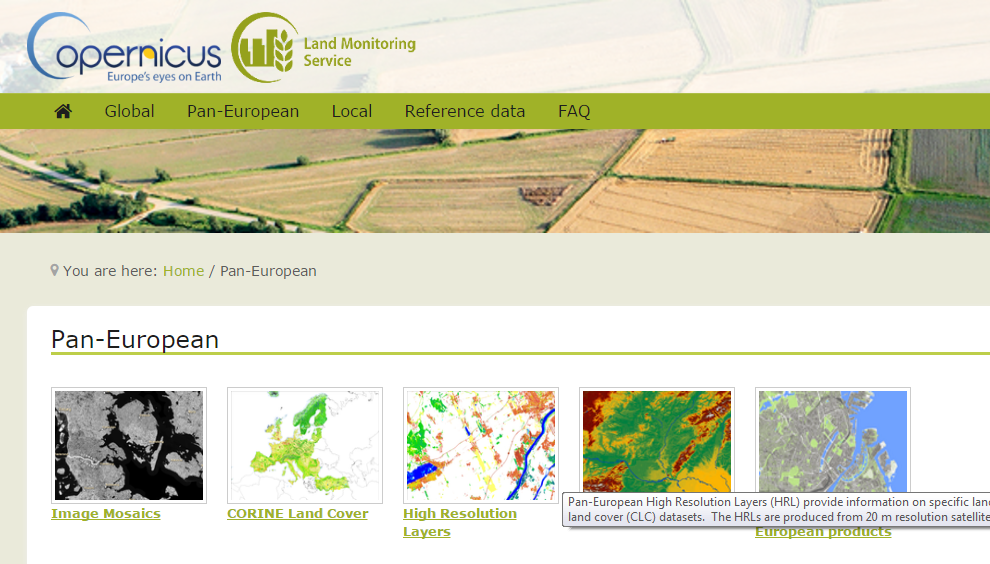 Copernicus
Europe's eyes on Earth
Land Monitoring
Service
Global Pan-European Local Reference data FAQ
You are here: Home / Pan-European
Pan-European
Image Mosaics
CORINE Land Cover
High Resolution
Layers
Pan-European High Resolution Layers (HRL) provide information on specific
land cover (CLC) datasets. The HRLs are produced from 20 m resolution satellite
European products